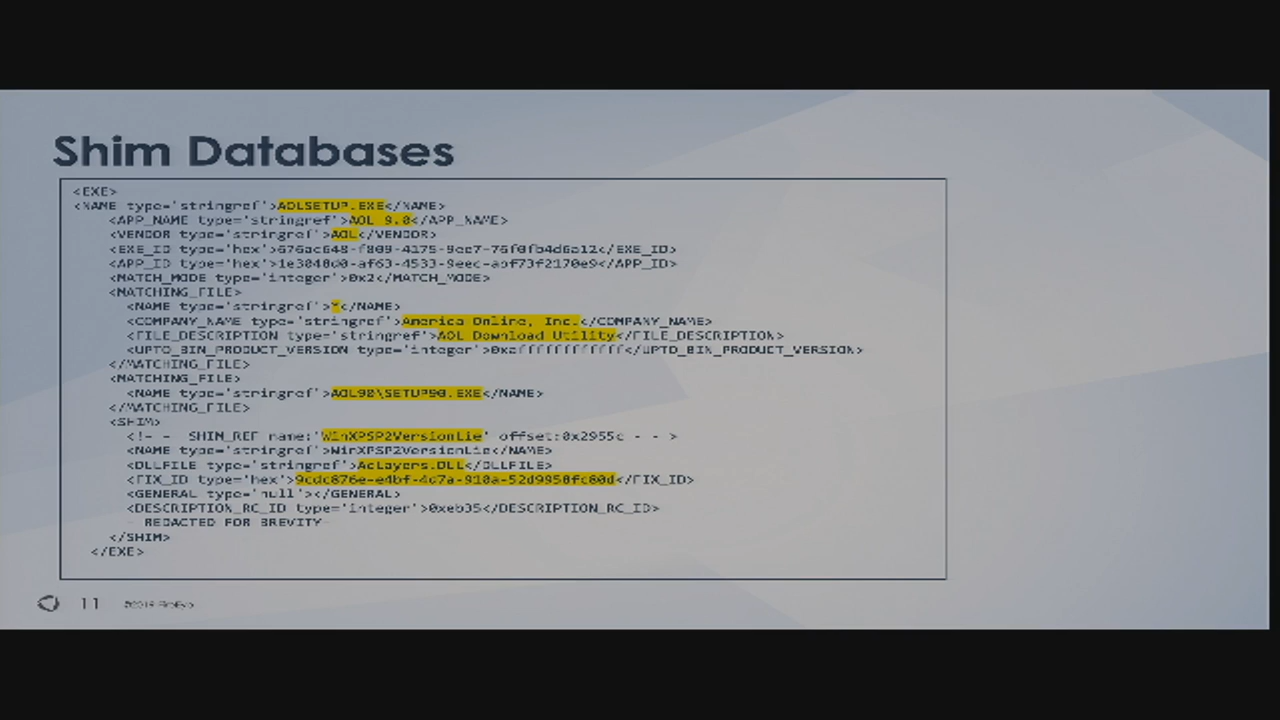 Shim Databases
<EXE>
<NAME type='stringref'>AOLSETUP.EXE</NAME>
<APP_NAME type='stringref'>AOL 9.0</APP_NAME>
<VENDOR type='stringref'>AOL</VENDOR>
<EXE_ID type='hex'></EXE_ID>
<APP_ID type='hex'></APP_ID>
<MATCH_MODE type='integer'>0x2</MATCH_MODE>
<MATCHING_FILE>
<NAME type='stringref'>*</NAME>
<COMPANY_NAME type='stringref'>America Online, Inc.</COMPANY_NAME>
<FILE_DESCRIPTION type='stringref'>AOL Download Utility</FILE_DESCRIPTION>
<UPTO_BIN_PRODUCT_VERSION type='integer'></UPTO_BIN_PRODUCT_VERSION>
</MATCHING_FILE>
<MATCHING_FILE>
<NAME type='stringref'>AOL90\SETUP90.EXE</NAME>
</MATCHING_FILE>
<SHIM>
<!- - SHIM_REF name:'WinXPSP2VersionLie' offset:0x2955c - - >
<NAME type='stringref'>WinXPSP2VersionLie</NAME>
<DLLFILE type='stringref'>AcLayers.DLL</DLLFILE>
<FIX_ID type='hex'></FIX_ID>
<GENERAL type='null'></GENERAL>
<DESCRIPTION_RC_ID type='integer'>0xeb35</DESCRIPTION_RC_ID>
REDACTED FOR BREVITY
</SHIM>
</EXE>
11 FireEye